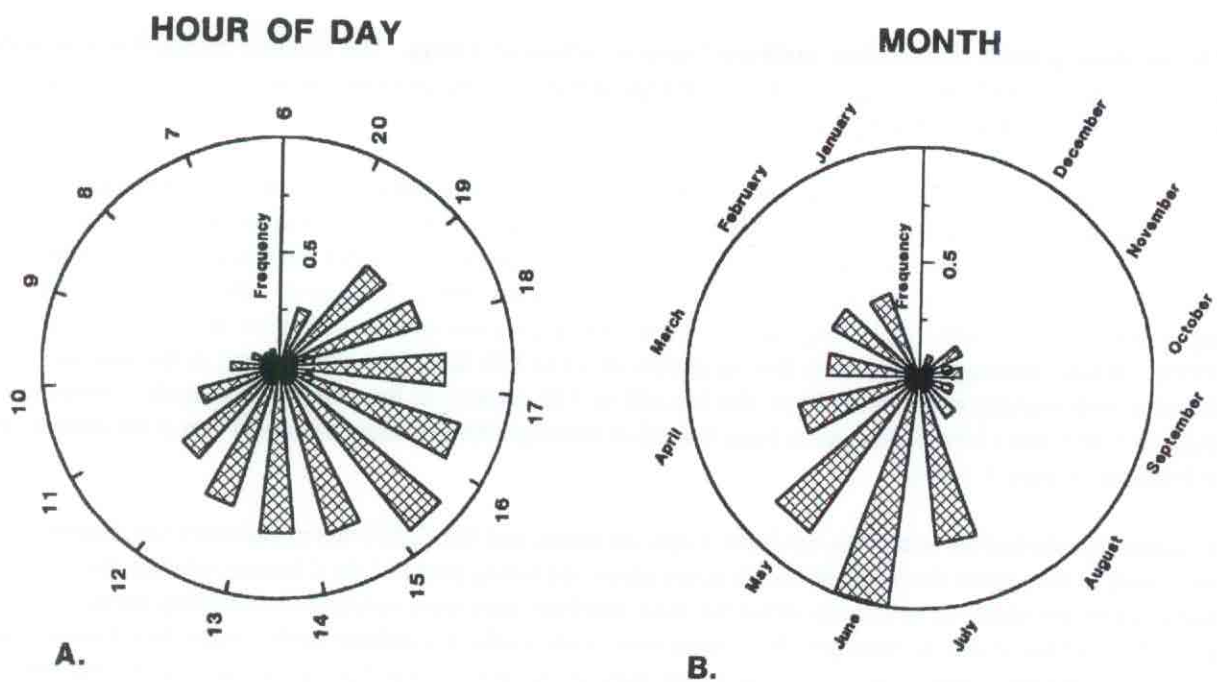 HOUR OF DAY
6
7
8
9
10
11
12
13
14
15
16
17
18
19
20
Frequency
0.5
A.
MONTH
January
February
March
April
May
June
July
August
September
October
November
December
Frequency
0.5
B.